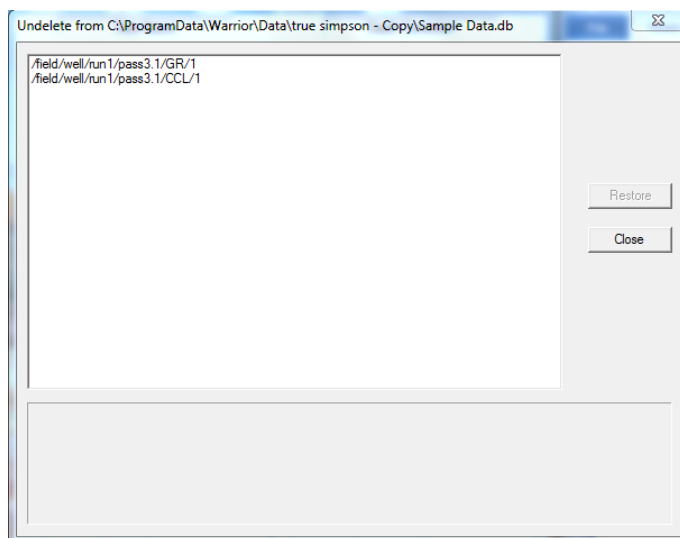 Undelete from C:\ProgramData\Warrior\Data\true simpson - Copy\Sample Data.db
/field/well/run1/pass3.1/GR/1
/field/well/run1/pass3.1/CCL/1
Restore
Close